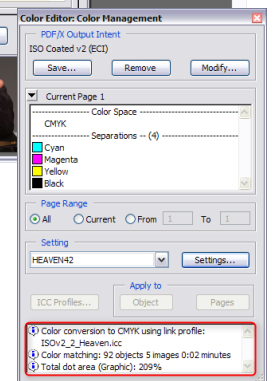 Color Editor: Color Management
PDF/X Output Intent
ISO Coated v2 (ECI)
Save... Remove Modify...
Current Page 1
Color Space
CMYK
Separations -- (4)
Cyan
Magenta
Yellow
Black
Page Range
All Current From 1 To 1
Setting
HEAVEN42 Settings...
Apply to
ICC Profiles... Object Pages
Color conversion to CMYK using link profile:
ISOv2_2_Heaven.icc
Color matching: 92 objects 5 images 0:02 minutes
Total dot area (Graphic): 209%